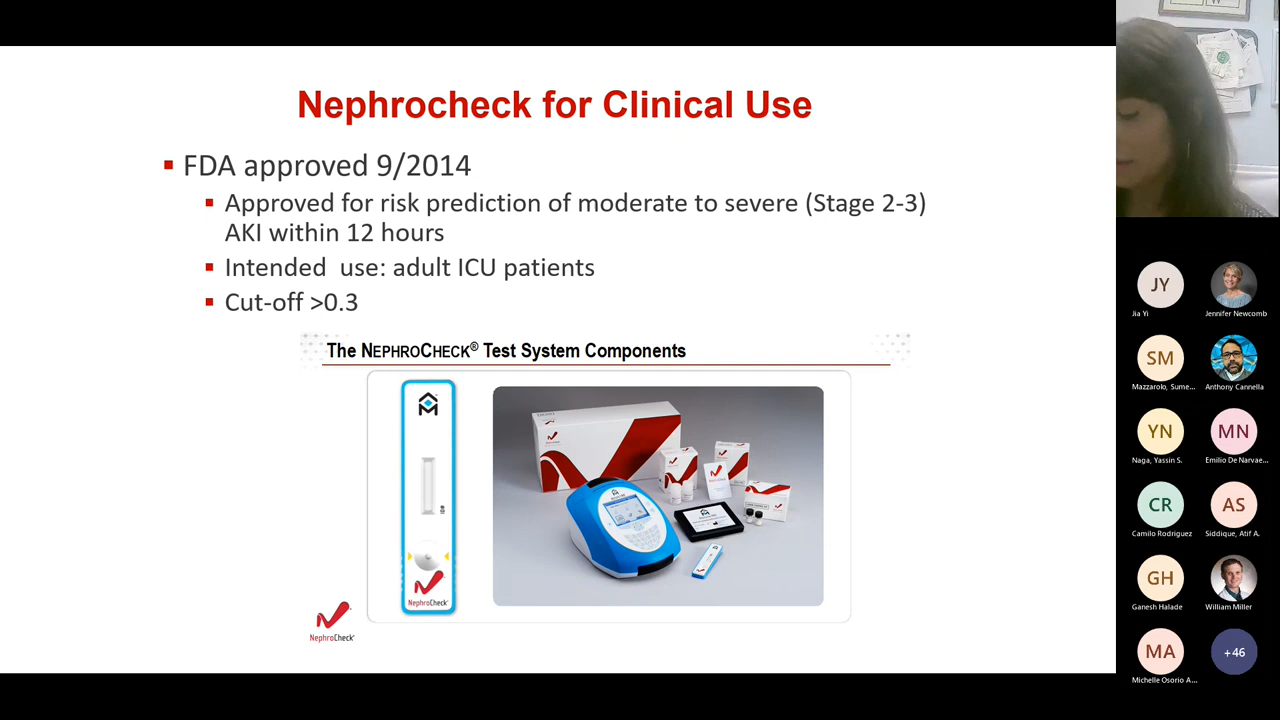 Nephrocheck for Clinical Use
FDA approved 9/2014
Approved for risk prediction of moderate to severe (Stage 2-3)
AKI within 12 hours
Intended use: adult ICU patients
Cut-off >0.3
The NEPHROCHECK® Test System Components
NephroCheck®
NephroCheck®
JY
Jia Yi
Jennifer Newcomb
SM
Mazzarolo, Sume...
Anthony Cannella
YN
Naga, Yassin S.
MN
Emilio De Narvae...
CR
Camilo Rodriguez
AS
Siddique, Atif A.
GH
Ganesh Halade
William Miller
MA
Michelle Osorio A...
+46